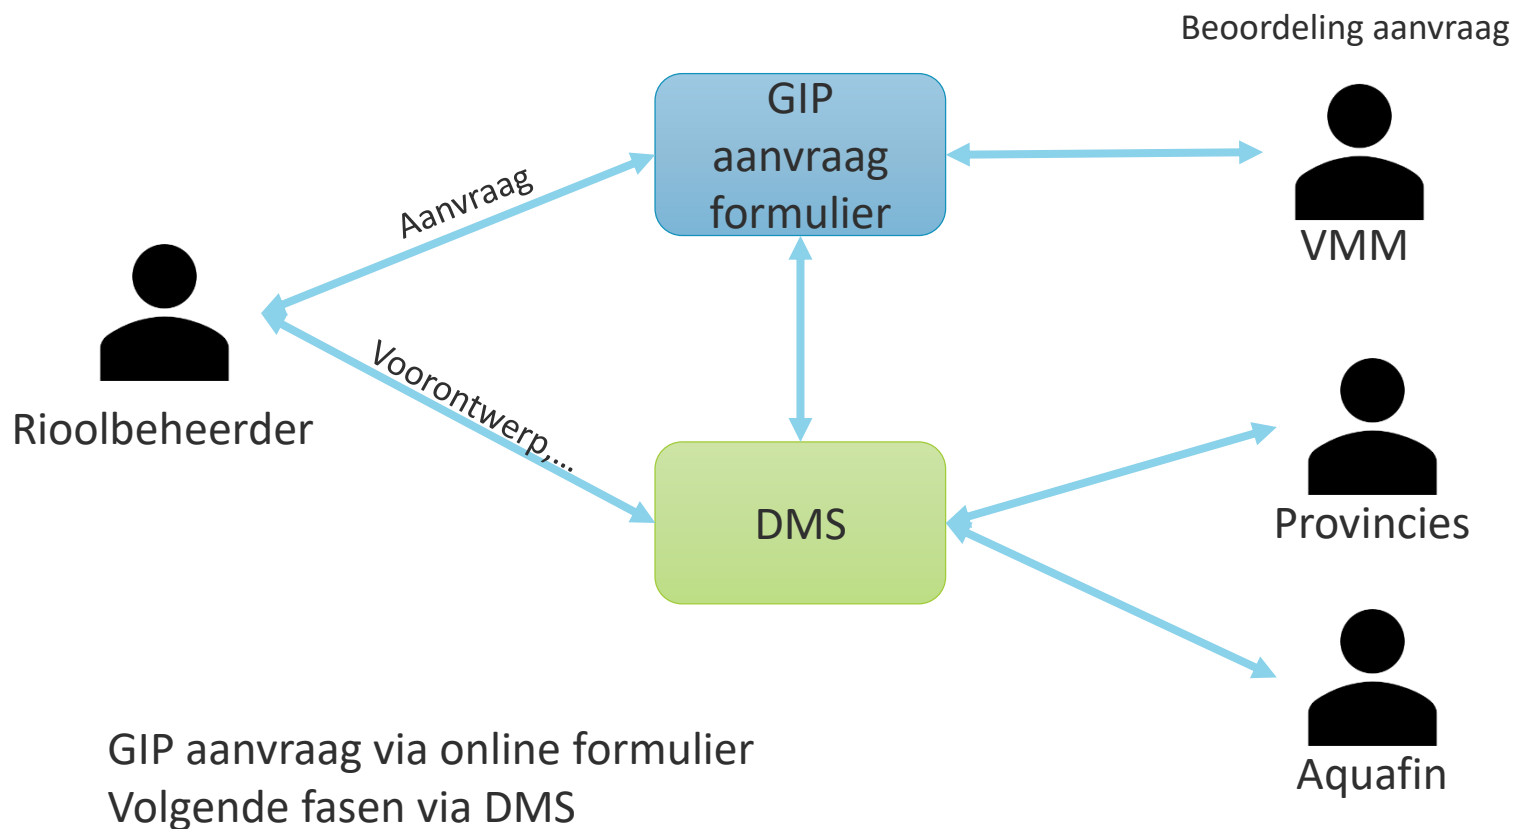 Beoordeling aanvraag
GIP
aanvraag
formulier
VMM
Aanvraag
Rioolbeheerder
Voorontwerp,...
DMS
Provincies
Aquafin
GIP aanvraag via online formulier
Volgende fasen via DMS